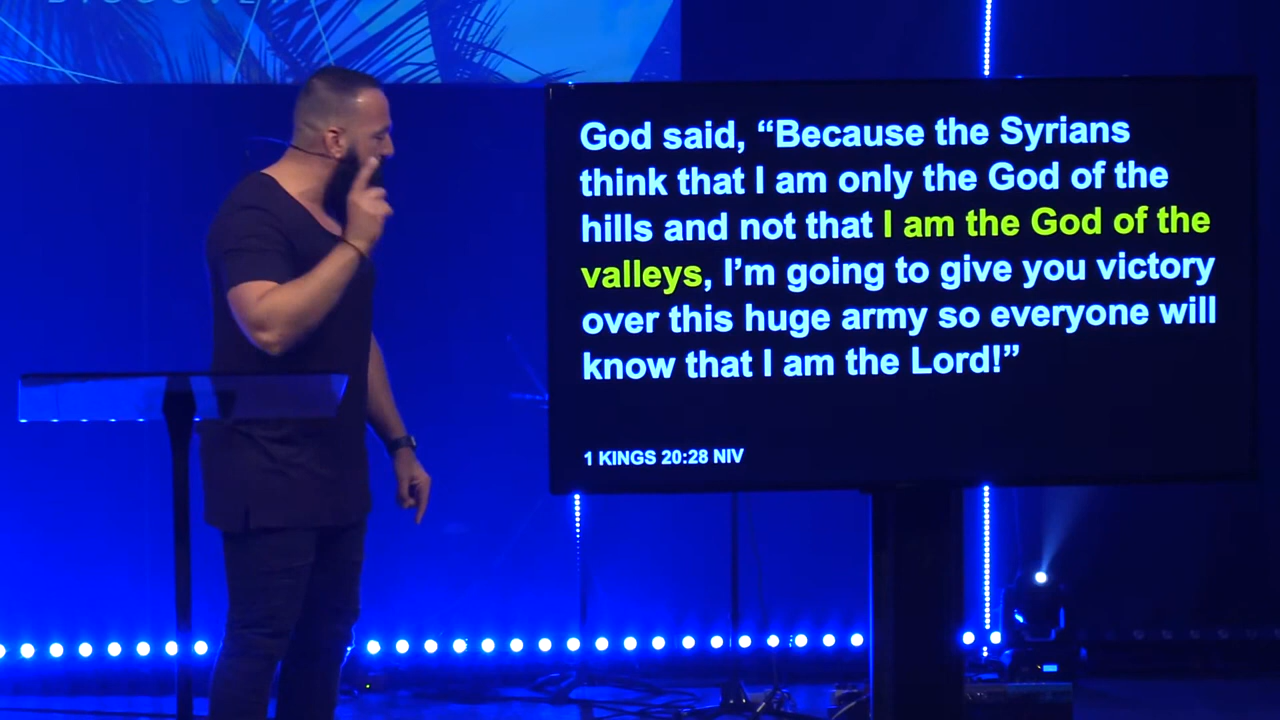 DISCOVER
God said, “Because the Syrians
think that I am only the God of the
hills and not that I am the God of the
valleys, I’m going to give you victory
over this huge army so everyone will
know that I am the Lord!”
1 KINGS 20:28 NIV